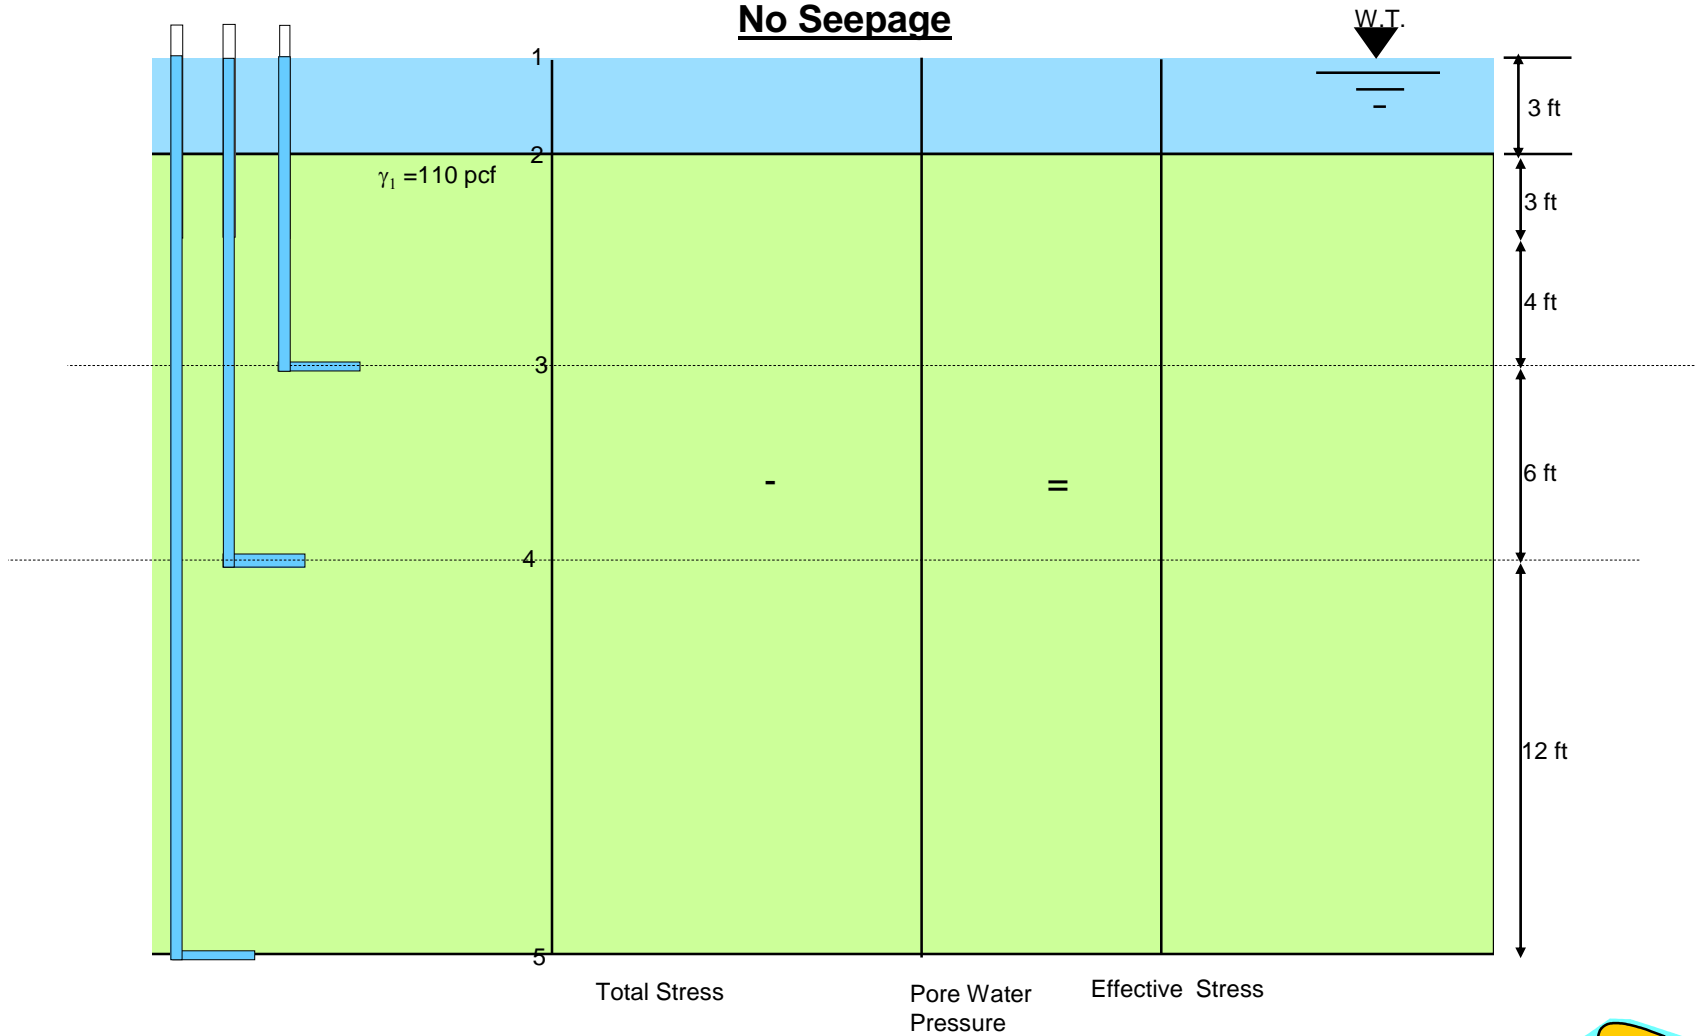 No Seepage
W.T.
1
3 ft
2
γ1 =110 pcf
3 ft
4 ft
3
6 ft
-
=
4
12 ft
5
Total Stress
Pore Water
Pressure
Effective Stress